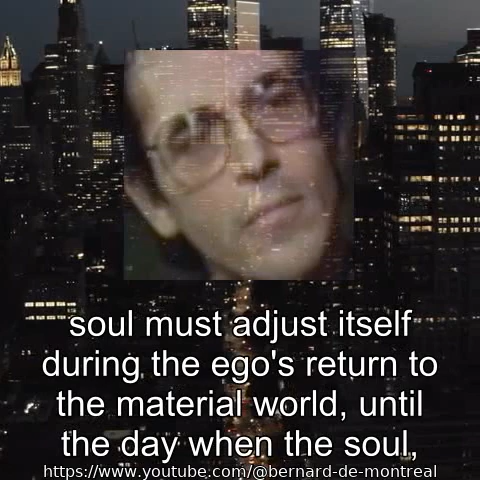 soul must adjust itself
during the ego's return to
the material world, until
the day when the soul,
https://www.youtube.com/@bernard-de-montreal